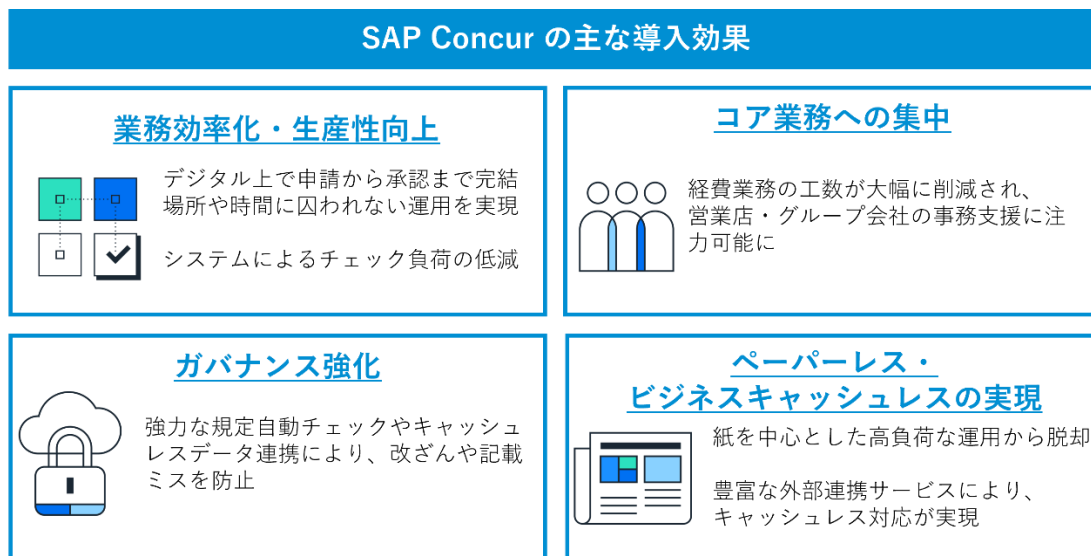 SAP Concur の主な導入効果
業務効率化・生産性向上
デジタル上で申請から承認まで完結
場所や時間に囚われない運用を実現
システムによるチェック負荷の低減
コア業務への集中
経費業務の工数が大幅に削減され、
営業店・グループ会社の事務支援に注
力可能に
ガバナンス強化
強力な規定自動チェックやキャッシュ
レスデータ連携により、改ざんや記載
ミスを防止
ペーパーレス・
ビジネスキャッシュレスの実現
紙を中心とした高負荷な運用から脱却
豊富な外部連携サービスにより、
キャッシュレス対応が実現